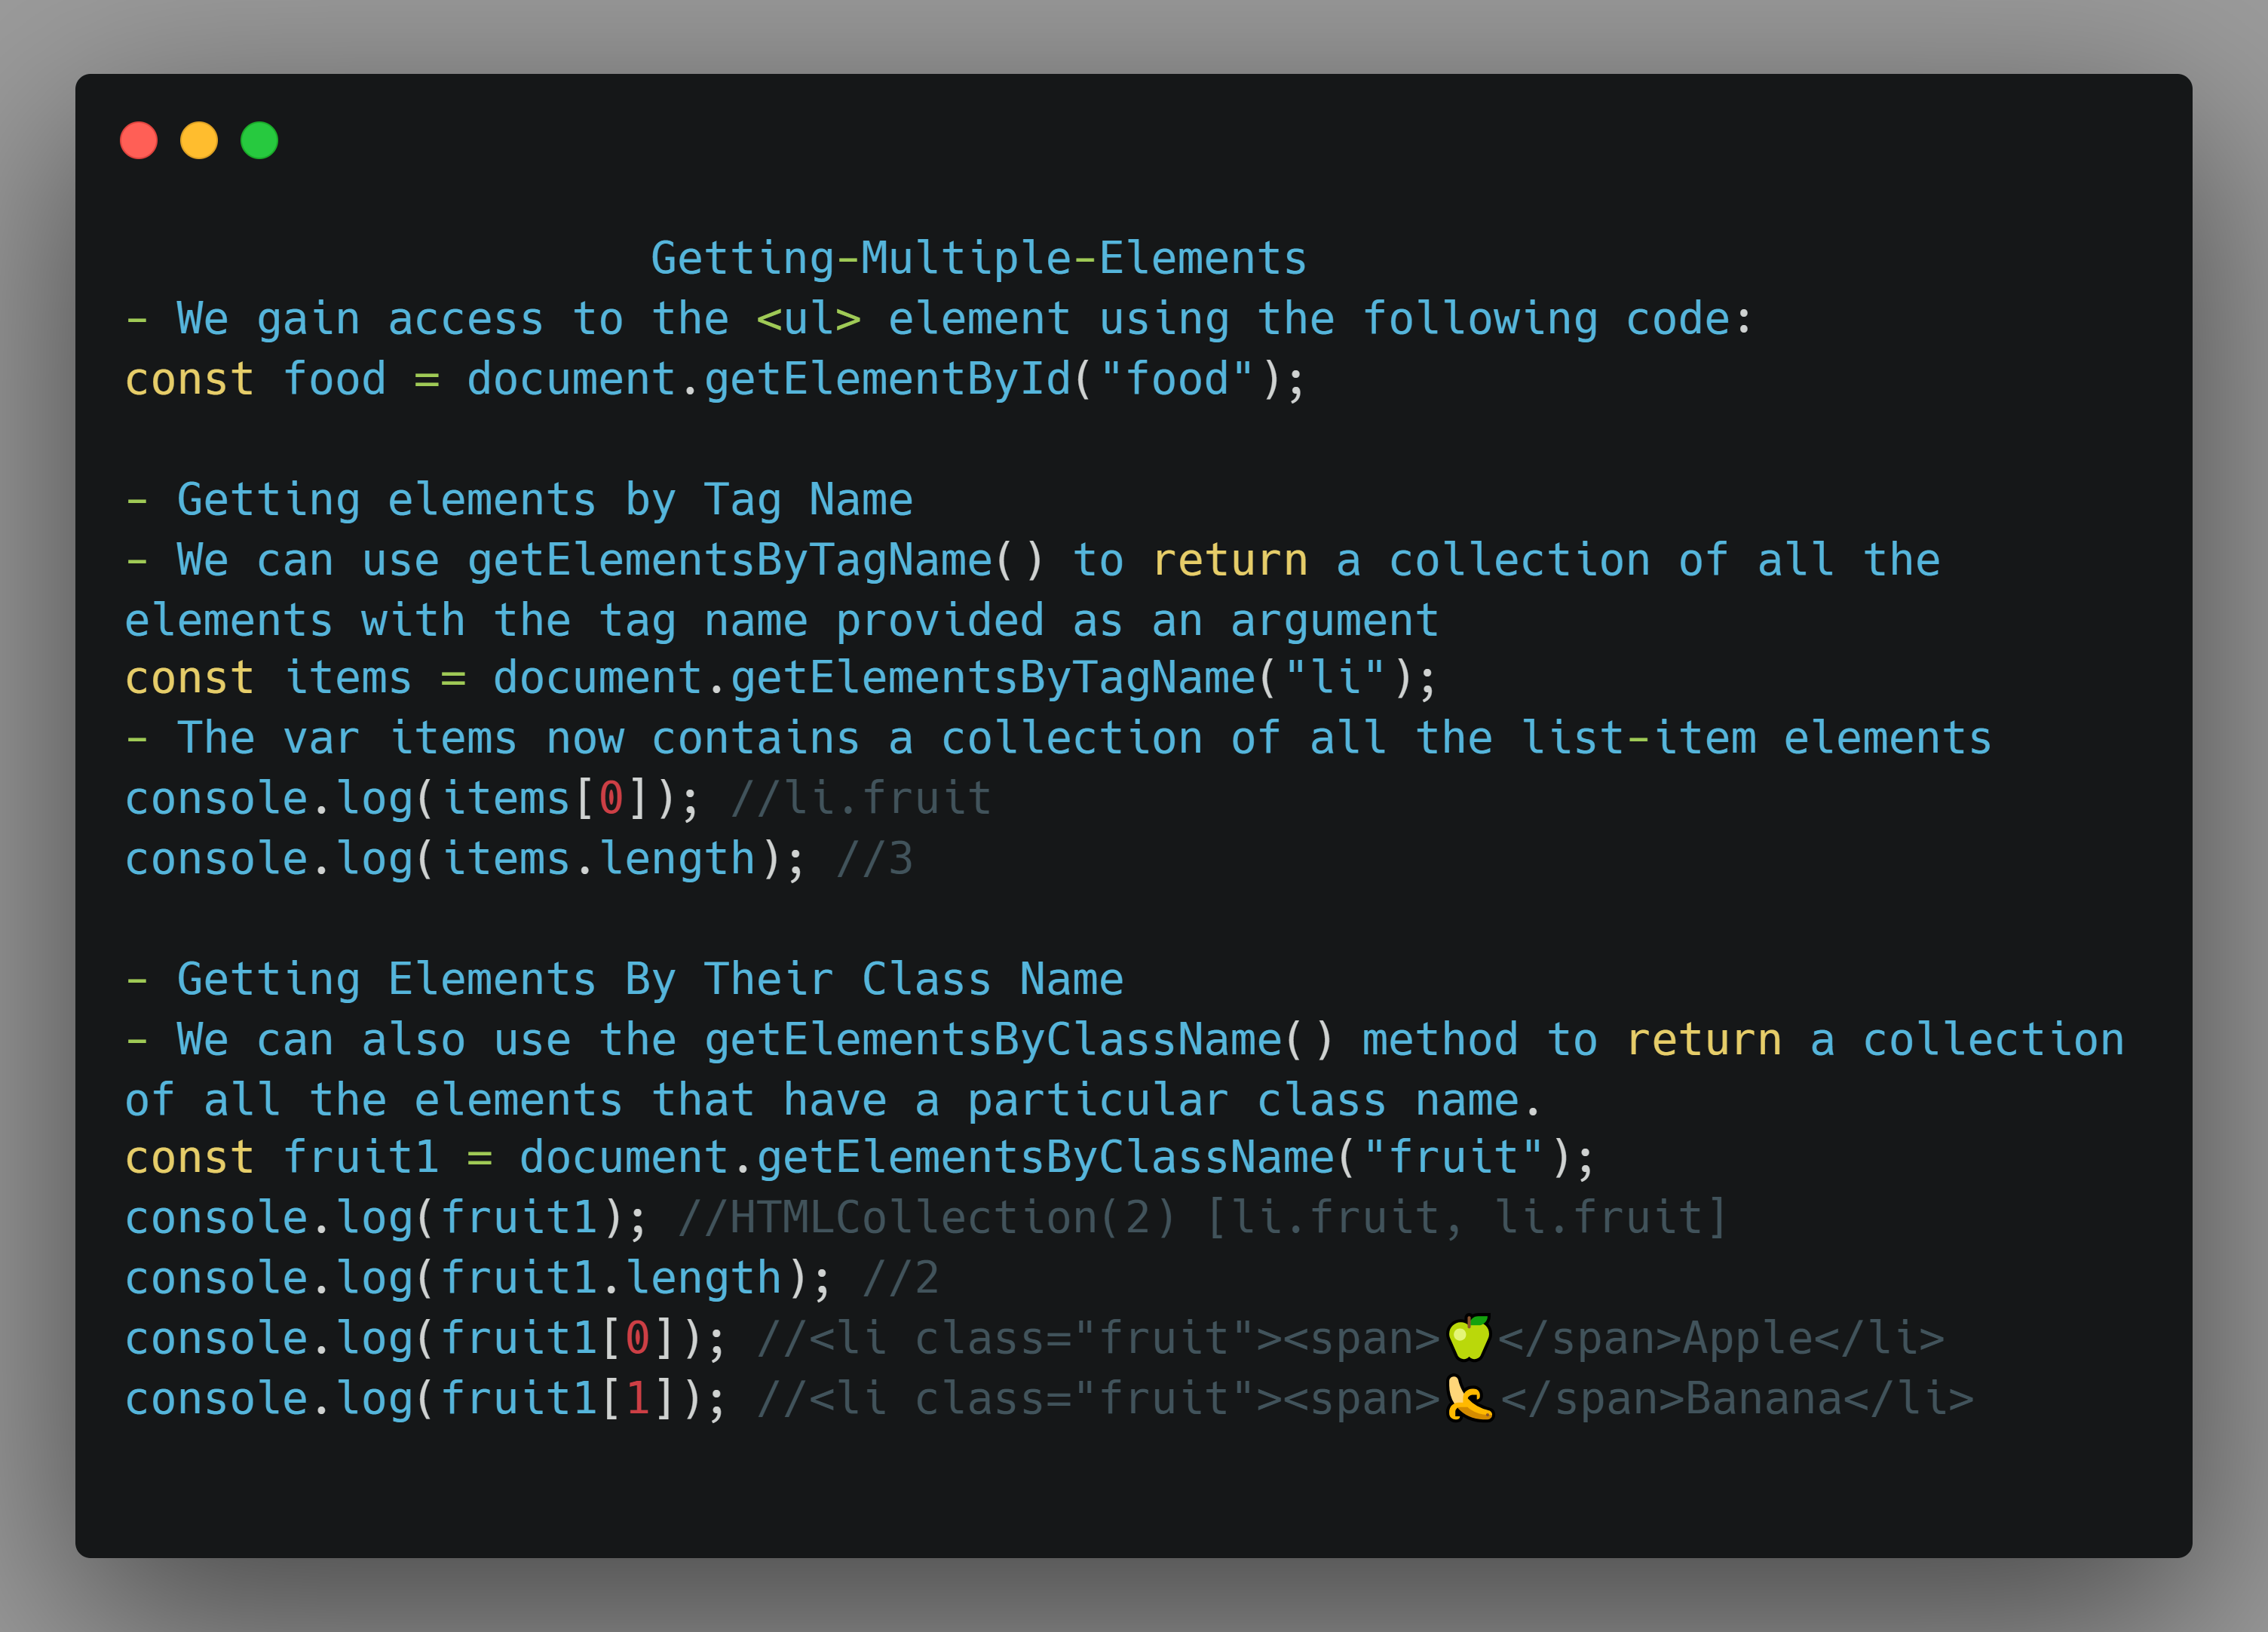 Getting-Multiple-Elements
- We gain access to the <ul> element using the following code:
const food = document.getElementById("food");
- Getting elements by Tag Name
- We can use getElementsByTagName() to return a collection of all the
elements with the tag name provided as an argument
const items = document.getElementsByTagName("li");
- The var items now contains a collection of all the list-item elements
console.log(items[0]); //li.fruit
console.log(items.length); //3
- Getting Elements By Their Class Name
- We can also use the getElementsByClassName() method to return a collection
of all the elements that have a particular class name.
const fruit1 = document.getElementsByClassName("fruit");
console.log(fruit1); //HTMLCollection(2) [li.fruit, li.fruit]
console.log(fruit1.length); //2
console.log(fruit1[0]); //<li class="fruit"><span>🍏</span>Apple</li>
console.log(fruit1[1]); //<li class="fruit"><span>🍌</span>Banana</li>